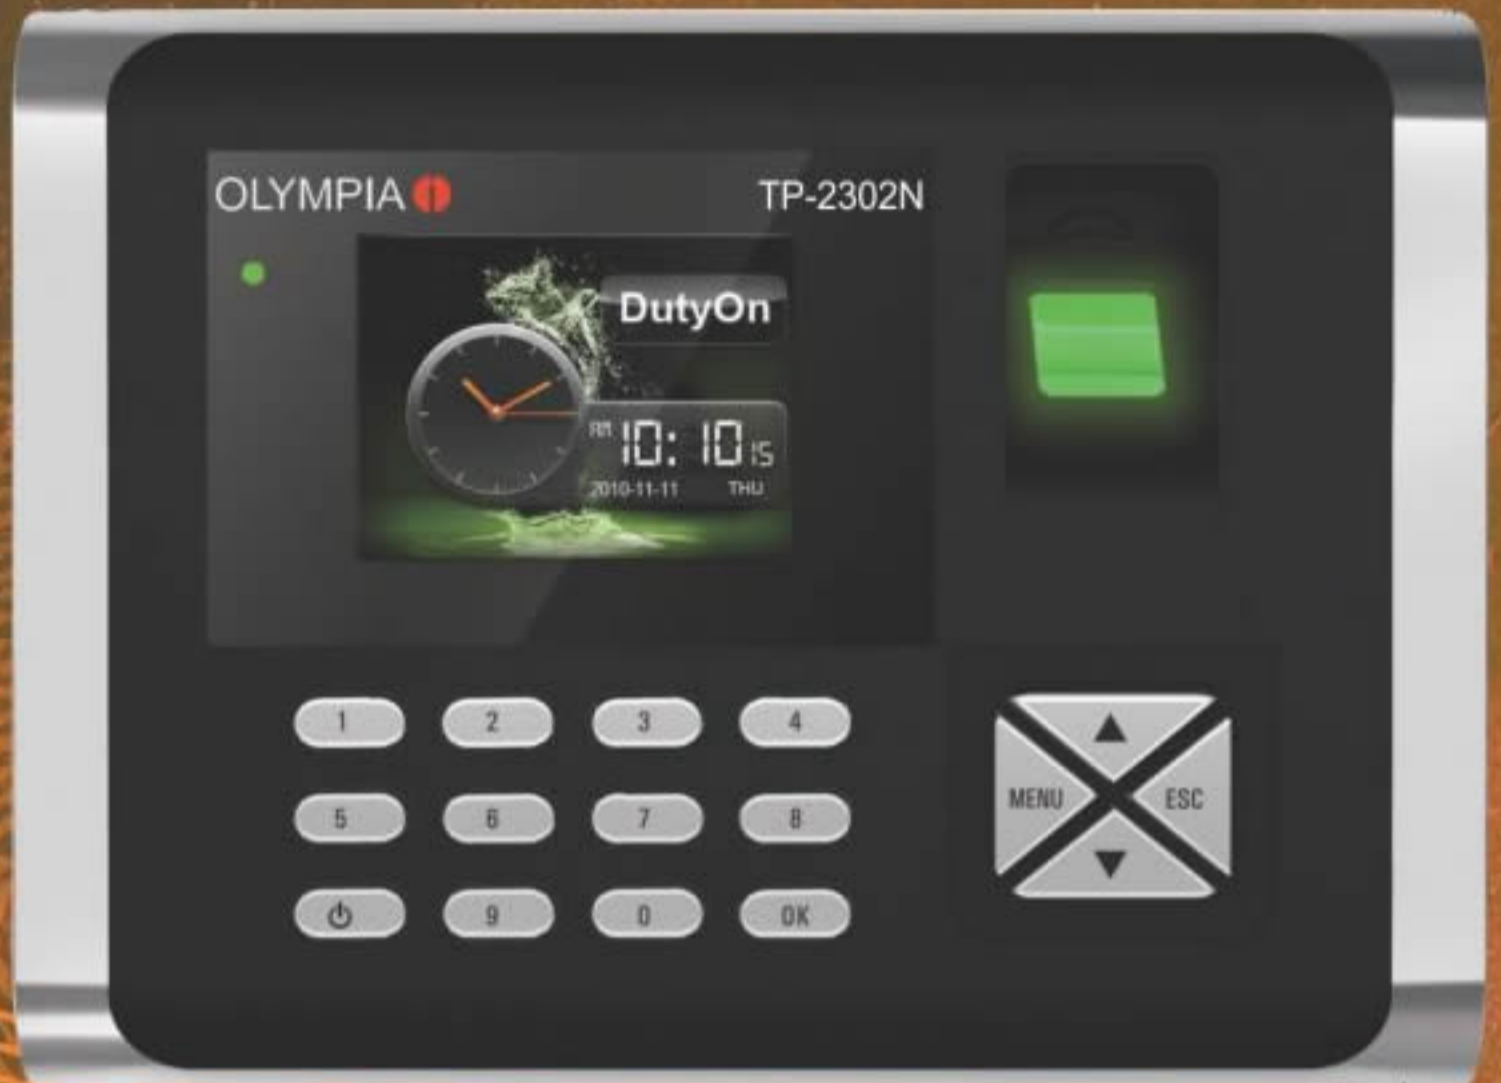 OLYMPIA
TP-2302N
DutyOn
AM 10:10 15
2010-11-11 THU
1 2 3 4
5 6 7 8
9 0 OK
MENU ESC